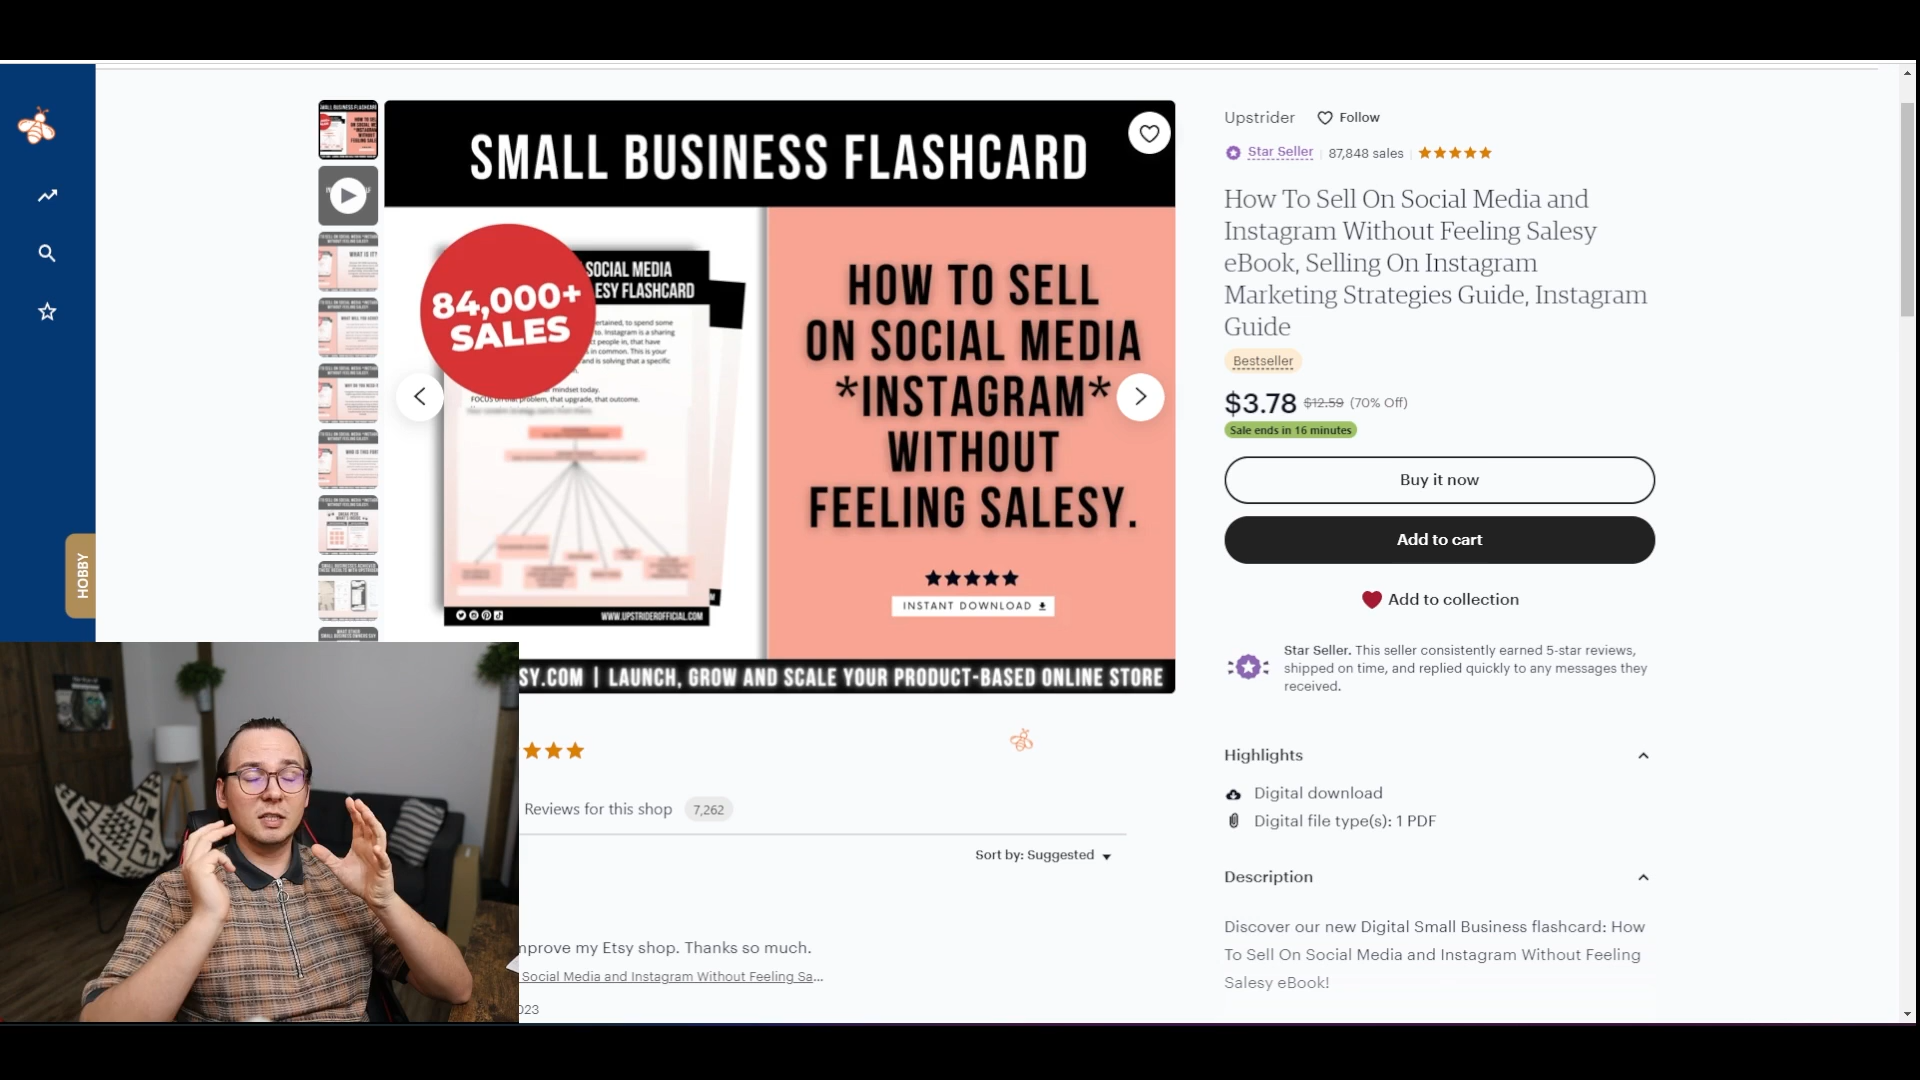 HOBBY
SMALL BUSINESS FLASHCARD
84,000+
SALES
SOCIAL MEDIA
ESY FLASHCARD
HOW TO SELL
ON SOCIAL MEDIA
*INSTAGRAM*
WITHOUT
FEELING SALESY.
INSTANT DOWNLOAD
WWW.UPSTRIDEROFFICIAL.COM
SY.COM | LAUNCH, GROW AND SCALE YOUR PRODUCT-BASED ONLINE STORE
Reviews for this shop 7,262
Sort by: Suggested
mprove my Etsy shop. Thanks so much.
Social Media and Instagram Without Feeling Sa...
023
Upstrider Follow
Star Seller | 87,848 sales |
How To Sell On Social Media and
Instagram Without Feeling Salesy
eBook, Selling On Instagram
Marketing Strategies Guide, Instagram
Guide
Bestseller
$3.78 $12.59 (70% Off)
Sale ends in 16 minutes
Buy it now
Add to cart
Add to collection
Star Seller. This seller consistently earned 5-star reviews,
shipped on time, and replied quickly to any messages they
received.
Highlights
Digital download
Digital file type(s): 1 PDF
Description
Discover our new Digital Small Business flashcard: How
To Sell On Social Media and Instagram Without Feeling
Salesy eBook!